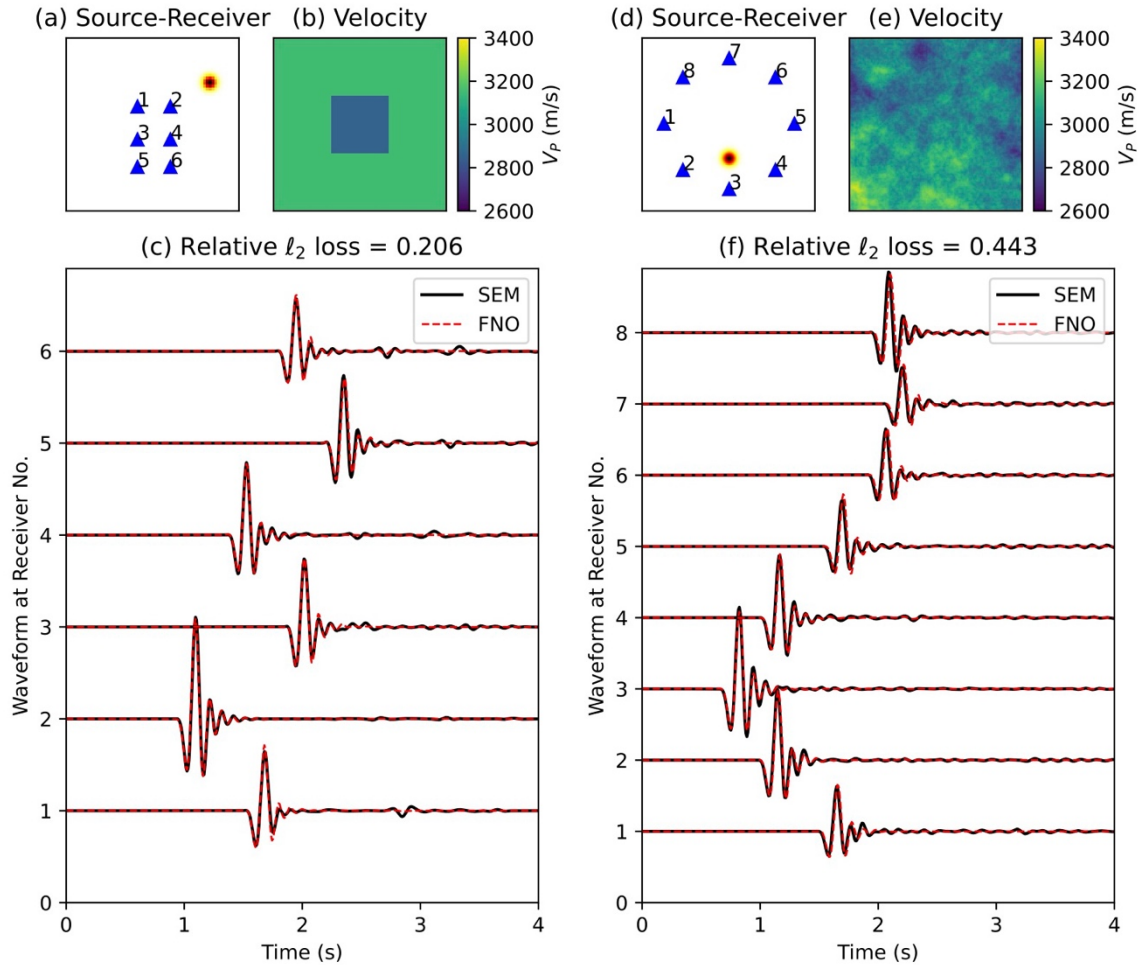 (a) Source-Receiver
(b) Velocity
1 2
3 4
5 6
3400
3200
3000
2800
2600
V_P (m/s)
(c) Relative ℓ₂ loss = 0.206
SEM
FNO
6
5
4
3
2
1
0
Waveform at Receiver No.
0 1 2 3 4
Time (s)
(d) Source-Receiver
(e) Velocity
7
8 6
1 5
2 4
3
3400
3200
3000
2800
2600
V_P (m/s)
(f) Relative ℓ₂ loss = 0.443
SEM
FNO
8
7
6
5
4
3
2
1
0
Waveform at Receiver No.
0 1 2 3 4
Time (s)